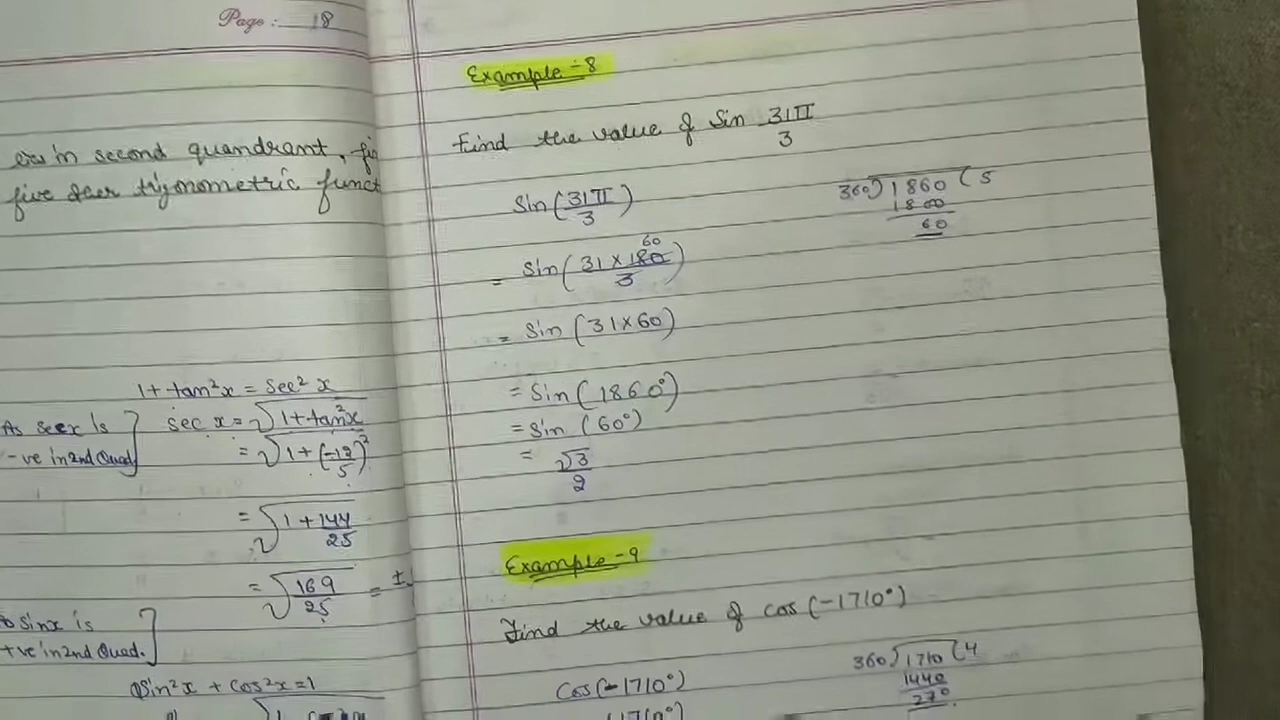 Page: 18
in second quandrant,
five trigonometric funct
1 + tan²x = sec² x
As secx is
-ve in 2nd Quad
sec x = √1+tan²x
= √1 + (-12/5)²
= √1 + 144/25
= √169/25 = ±
sinx is
+ve in 2nd Quad.
Sin²x + cos²x = 1
Example - 8
Find the value of Sin 31π/3
Sin(31π/3)
360)1860(5
1800
60
= Sin(31 × 180/3)
60
= Sin (31×60)
= Sin (1860°)
= Sin (60°)
= √3/2
Example - 9
Find the value of cos (-1710°)
Cos(-1710°)
360)1710(4
1440
270